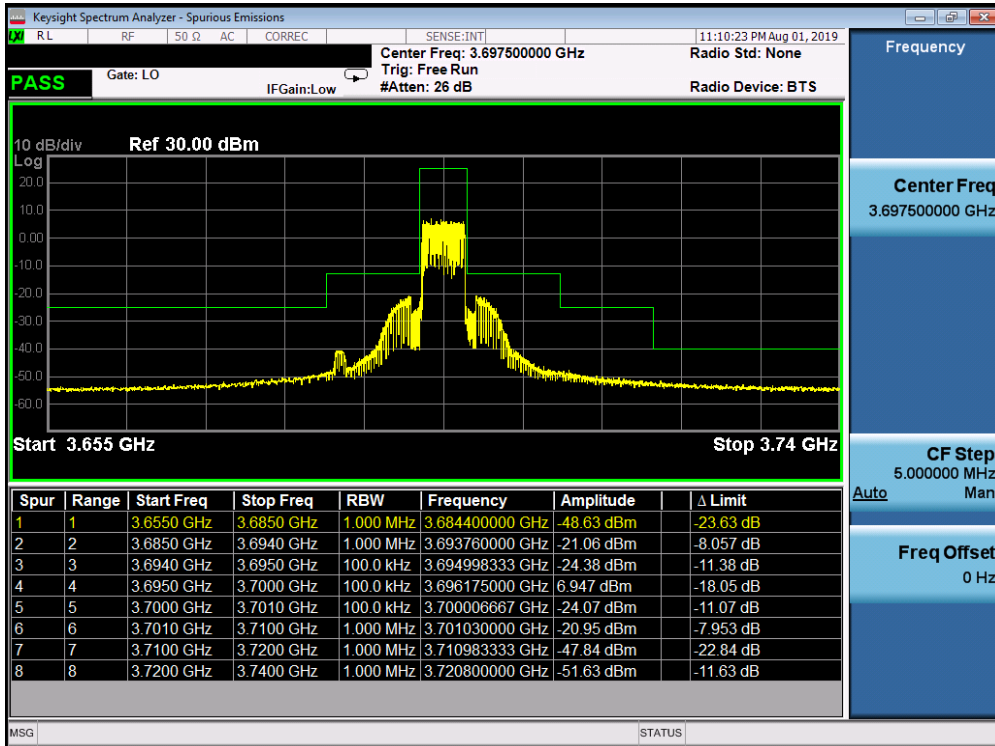 Keysight Spectrum Analyzer - Spurious Emissions
LXI RL RF 50 Ω AC CORREC SENSE:INT 11:10:23 PM Aug 01, 2019
Center Freq: 3.697500000 GHz Radio Std: None
Trig: Free Run
PASS Gate: LO IFGain:Low #Atten: 26 dB Radio Device: BTS
Frequency
10 dB/div Ref 30.00 dBm
Log
20.0
10.0
0.00
-10.0
-20.0
-30.0
-40.0
-50.0
-60.0
Start 3.655 GHz Stop 3.74 GHz
Center Freq
3.697500000 GHz
CF Step
5.000000 MHz
Auto Man
Freq Offset
0 Hz
Spur Range Start Freq Stop Freq RBW Frequency Amplitude Δ Limit
1 1 3.6550 GHz 3.6850 GHz 1.000 MHz 3.684400000 GHz -48.63 dBm -23.63 dB
2 2 3.6850 GHz 3.6940 GHz 1.000 MHz 3.693760000 GHz -21.06 dBm -8.057 dB
3 3 3.6940 GHz 3.6950 GHz 100.0 kHz 3.694998333 GHz -24.38 dBm -11.38 dB
4 4 3.6950 GHz 3.7000 GHz 100.0 kHz 3.696175000 GHz 6.947 dBm -18.05 dB
5 5 3.7000 GHz 3.7010 GHz 100.0 kHz 3.700006667 GHz -24.07 dBm -11.07 dB
6 6 3.7010 GHz 3.7100 GHz 1.000 MHz 3.701030000 GHz -20.95 dBm -7.953 dB
7 7 3.7100 GHz 3.7200 GHz 1.000 MHz 3.710983333 GHz -47.84 dBm -22.84 dB
8 8 3.7200 GHz 3.7400 GHz 1.000 MHz 3.720800000 GHz -51.63 dBm -11.63 dB
MSG STATUS